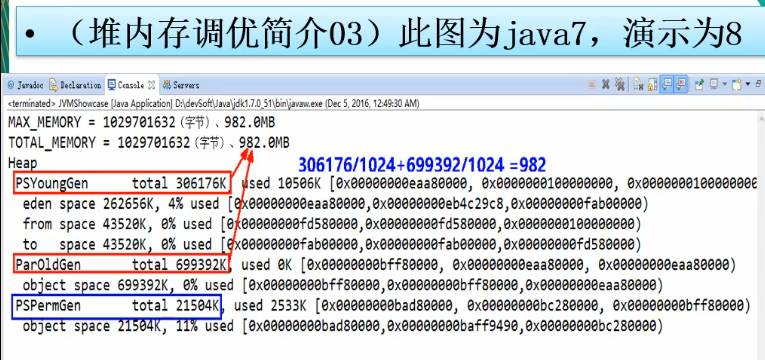 • （堆内存调优简介03）此图为java7，演示为8
@ Javadoc Declaration Console Servers
<terminated> JVMShowcase [Java Application] D:\devSoft\Java\jdk1.7.0_51\bin\javaw.exe (Dec 5, 2016, 12:49:30 AM)
MAX_MEMORY = 1029701632（字节）、982.0MB
TOTAL_MEMORY = 1029701632（字节）、982.0MB
Heap
306176/1024+699392/1024 =982
PSYoungGen total 306176K, used 10506K [0x00000000eaa80000, 0x0000000100000000, 0x0000000100000000
eden space 262656K, 4% used [0x00000000eaa80000,0x00000000eb4c29c8,0x00000000fab00000)
from space 43520K, 0% used [0x00000000fd580000,0x00000000fd580000,0x0000000100000000)
to space 43520K, 0% used [0x00000000fab00000,0x00000000fab00000,0x00000000fd580000)
ParOldGen total 699392K, used 0K [0x00000000bff80000, 0x00000000eaa80000, 0x00000000eaa80000)
object space 699392K, 0% used [0x00000000bff80000,0x00000000bff80000,0x00000000eaa80000)
PSPermGen total 21504K, used 2533K [0x00000000bad80000, 0x00000000bc280000, 0x00000000bff80000)
object space 21504K, 11% used [0x00000000bad80000,0x00000000baff9490,0x00000000bc280000)